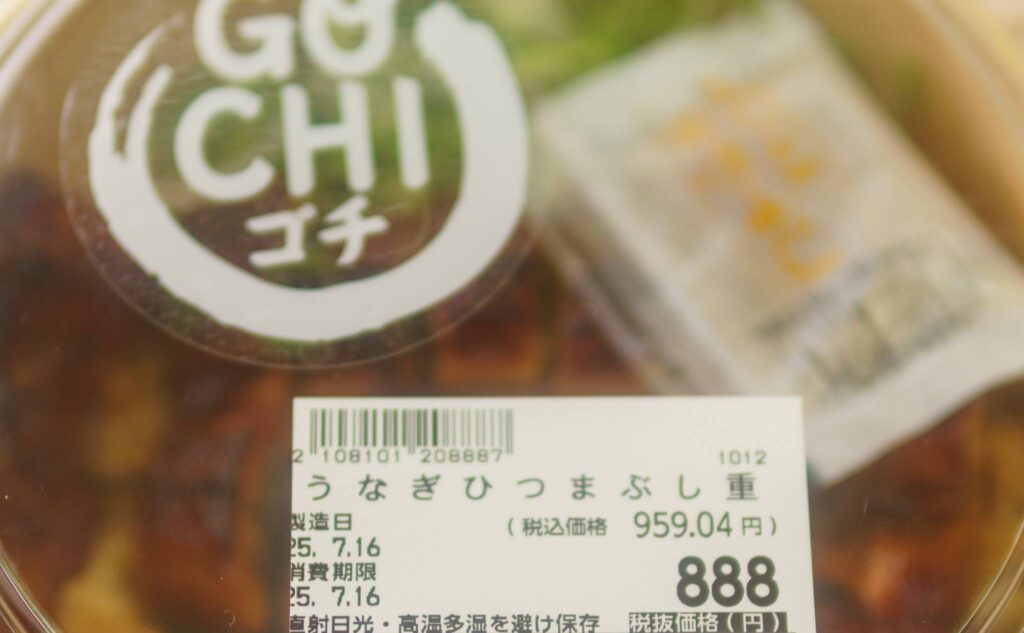 GO
CHI
ゴチ
2 108101 208887
1012
うなぎひつまぶし重
製造日
(税込価格 959.04円)
25. 7.16
消費期限
888
25. 7.16
直射日光・高温多湿を避け保存
税抜価格(円)